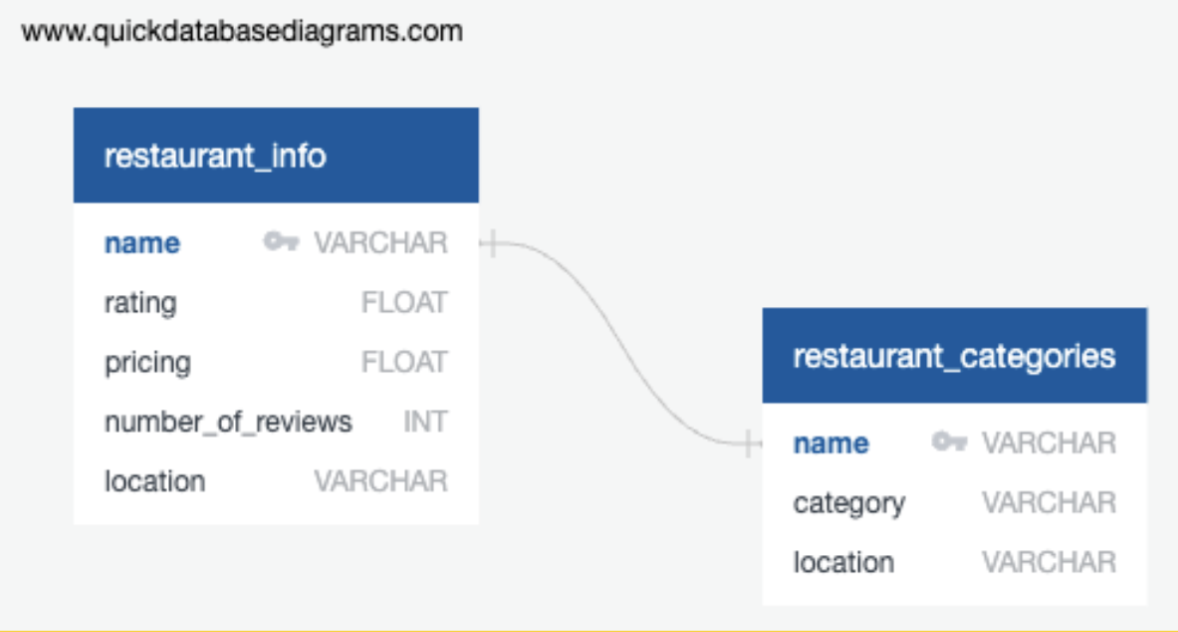 www.quickdatabasediagrams.com
restaurant_info
name VARCHAR
rating FLOAT
pricing FLOAT
number_of_reviews INT
location VARCHAR
restaurant_categories
name VARCHAR
category VARCHAR
location VARCHAR